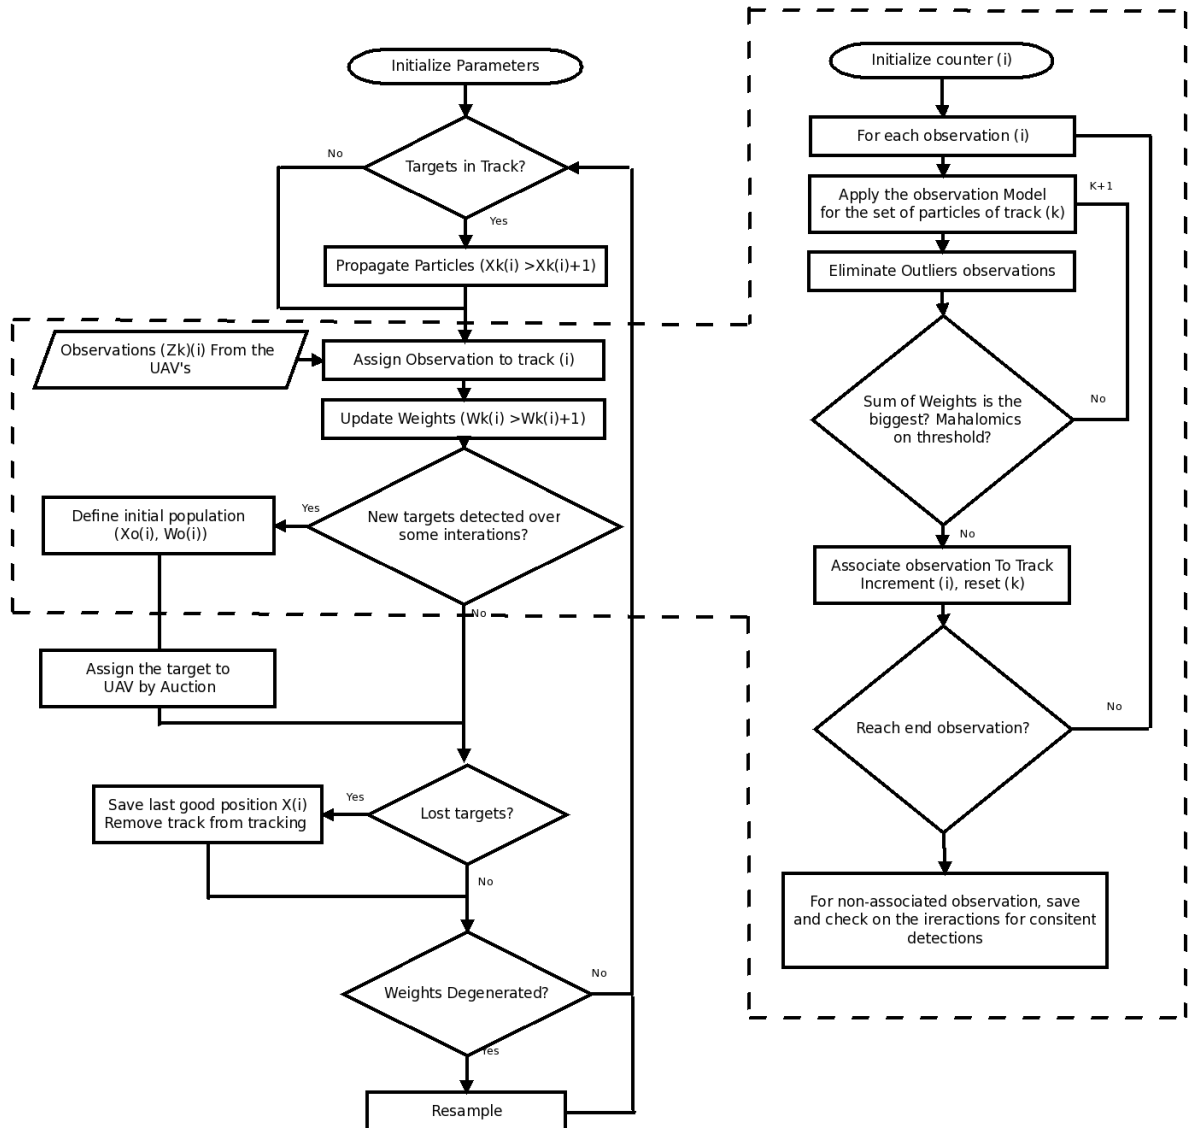 Initialize Parameters
No
Targets in Track?
Yes
Propagate Particles (Xk(i) >Xk(i)+1)
Observations (Zk)(i) From the
UAV's
Assign Observation to track (i)
Update Weights (Wk(i) >Wk(i)+1)
Yes
Define initial population
(Xo(i), Wo(i))
New targets detected over
some interations?
No
Assign the target to
UAV by Auction
Save last good position X(i)
Remove track from tracking
Yes
Lost targets?
No
Weights Degenerated?
No
Yes
Resample
Initialize counter (i)
For each observation (i)
Apply the observation Model
for the set of particles of track (k)
K+1
Eliminate Outliers observations
Sum of Weights is the
biggest? Mahalomics
on threshold?
No
No
Associate observation To Track
Increment (i), reset (k)
Reach end observation?
No
For non-associated observation, save
and check on the ireractions for consitent
detections